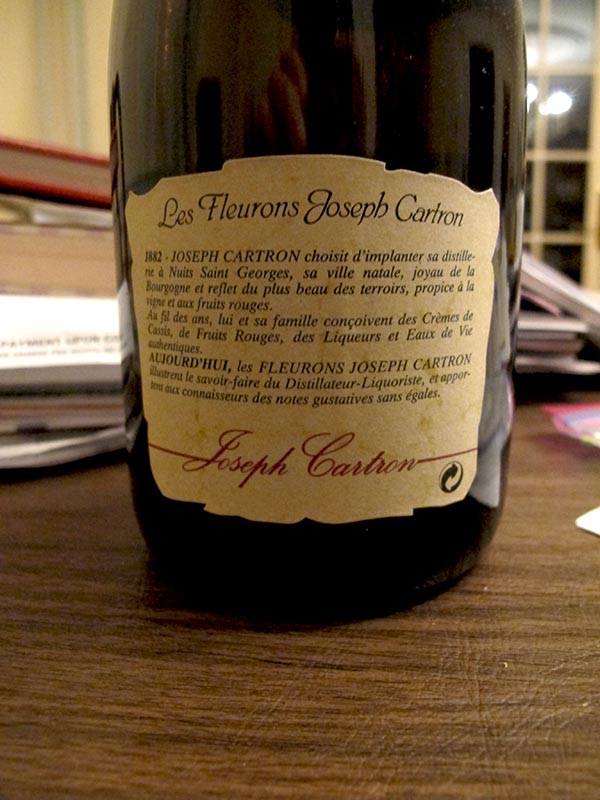 Les Fleurons Joseph Cartron
1882 - JOSEPH CARTRON choisit d'implanter sa distille-
rie à Nuits Saint Georges, sa ville natale, joyau de la
Bourgogne et reflet du plus beau des terroirs, propice à la
vigne et aux fruits rouges.
Au fil des ans, lui et sa famille conçoivent des Crèmes de
Cassis, de Fruits Rouges, des Liqueurs et Eaux de Vie
authentiques.
AUJOURD'HUI, les FLEURONS JOSEPH CARTRON
illustrent le savoir-faire du Distillateur-Liquoriste, et appor-
tent aux connaisseurs des notes gustatives sans égales.
Joseph Cartron
PAYMENT UPON